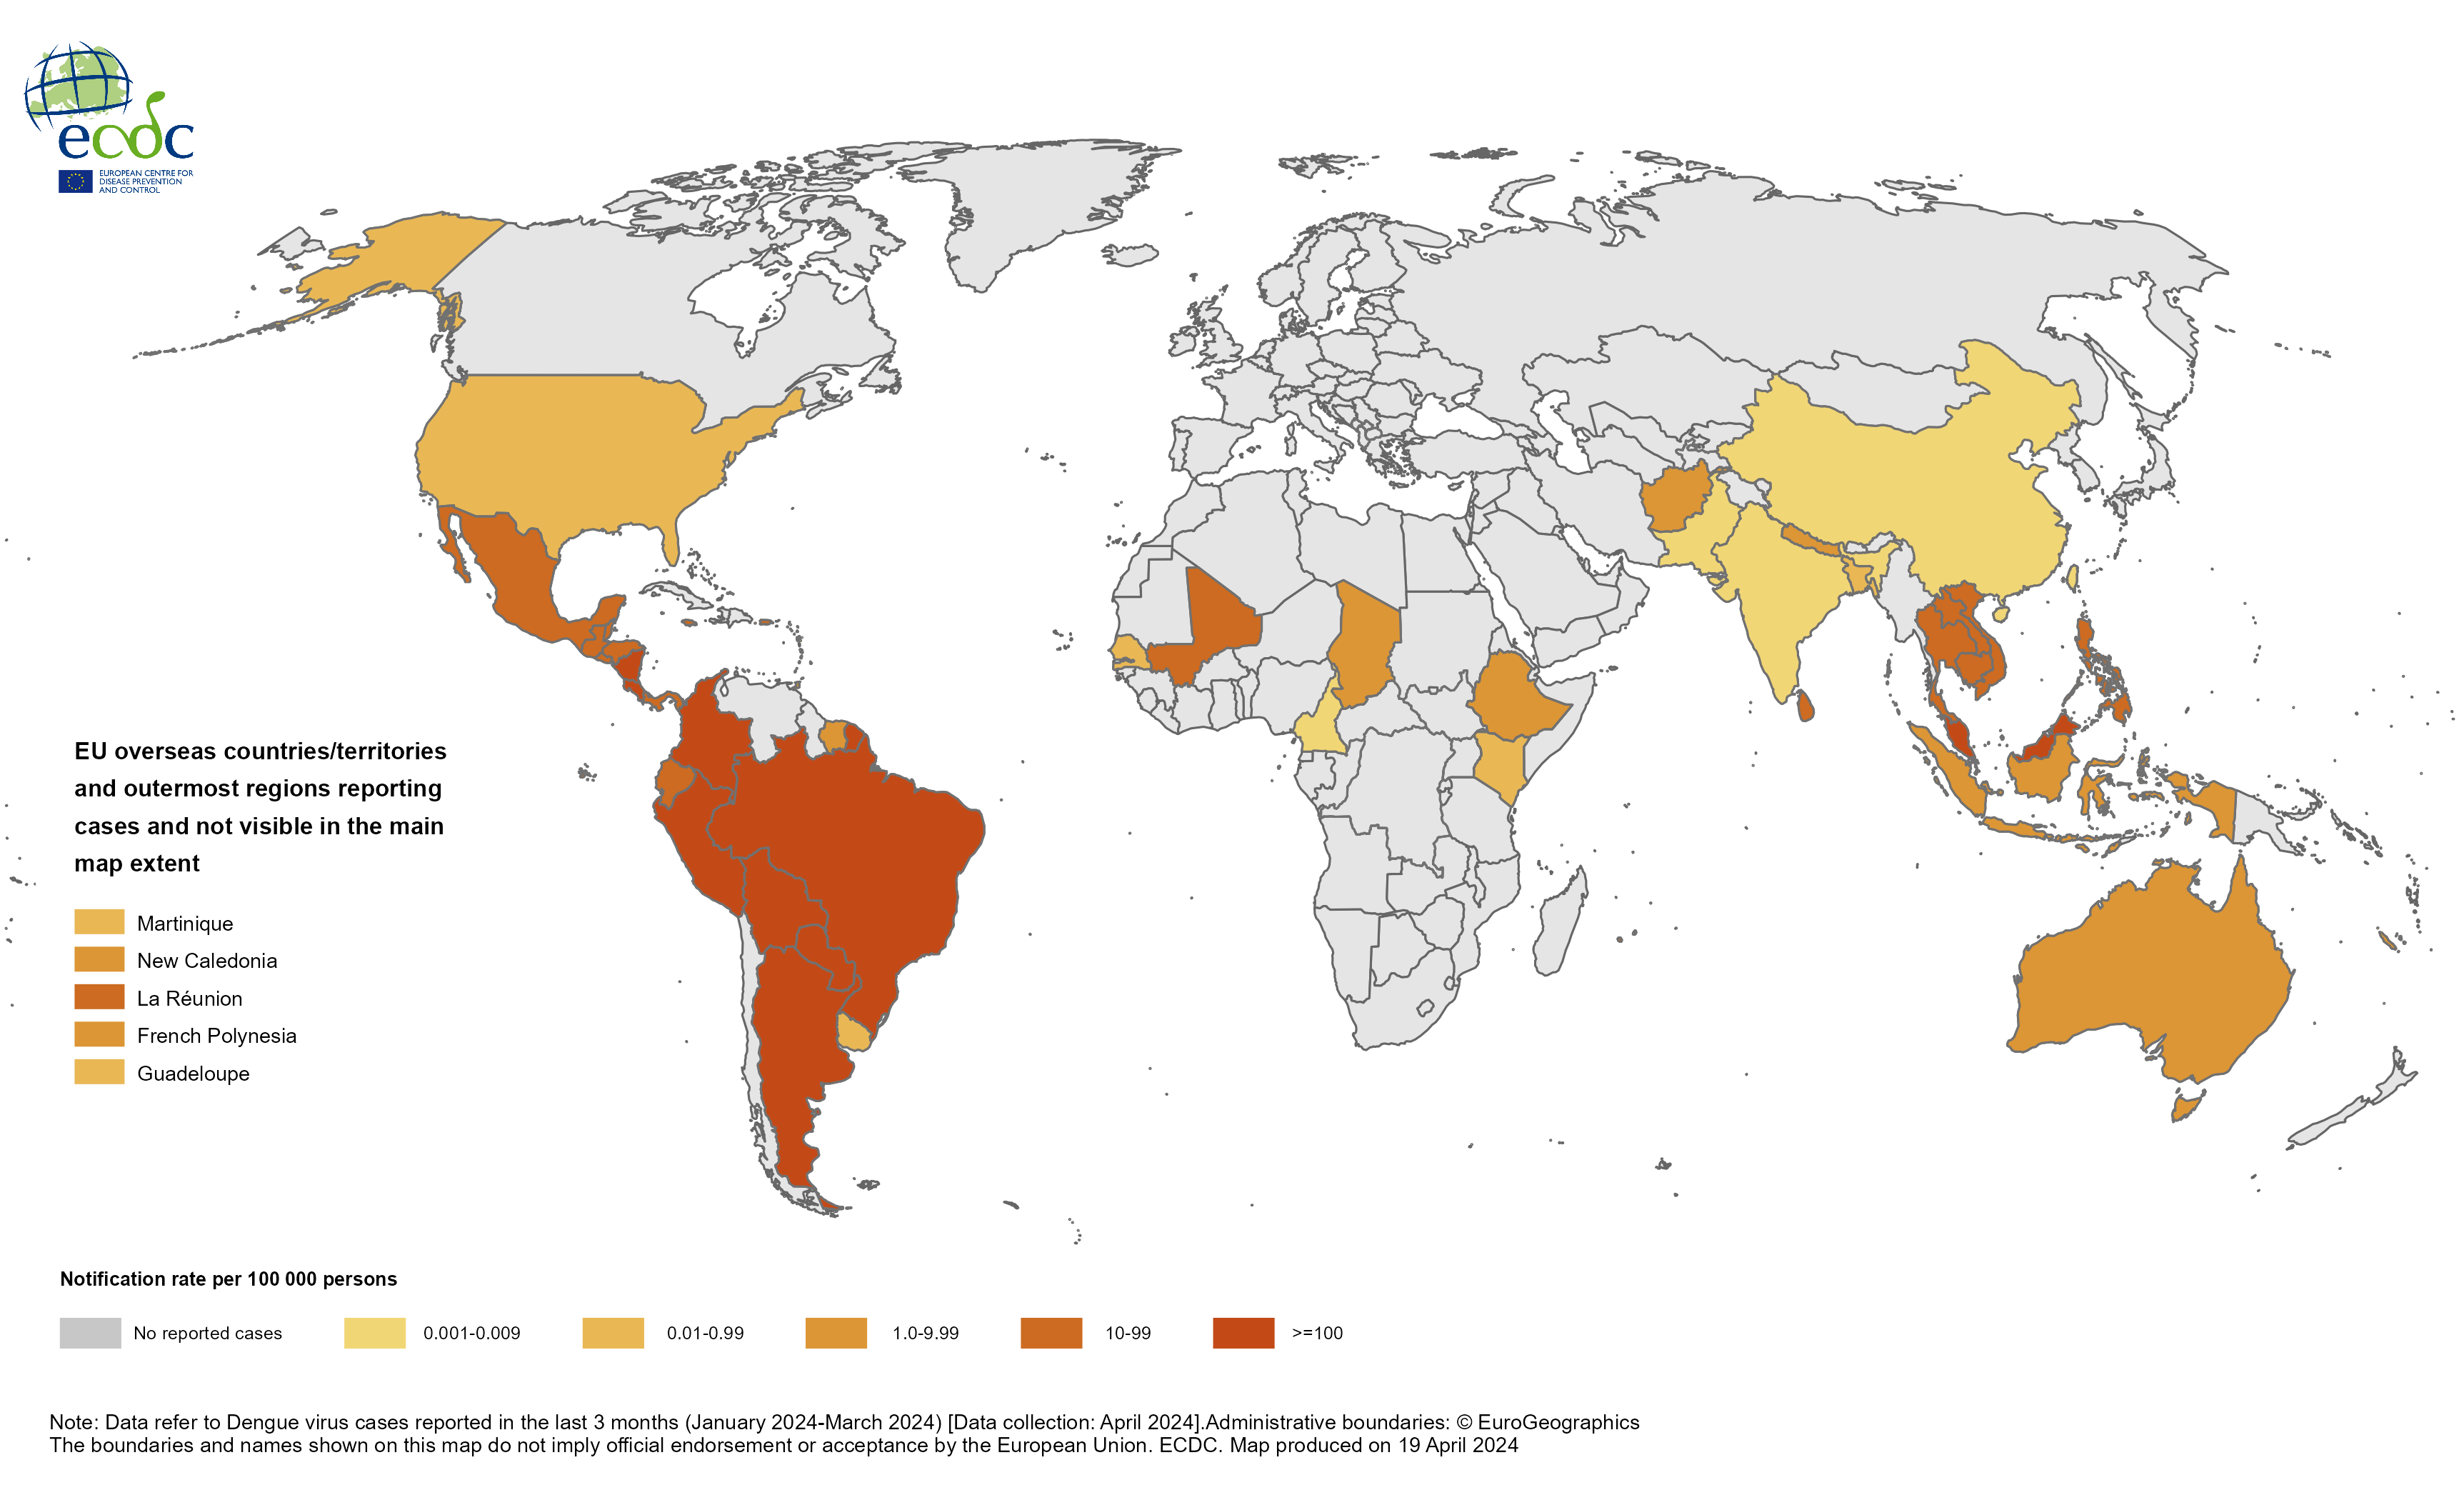 ecdc
EUROPEAN CENTRE FOR
DISEASE PREVENTION
AND CONTROL
EU overseas countries/territories
and outermost regions reporting
cases and not visible in the main
map extent
Martinique
New Caledonia
La Réunion
French Polynesia
Guadeloupe
Notification rate per 100 000 persons
No reported cases
0.001-0.009
0.01-0.99
1.0-9.99
10-99
>=100
Note: Data refer to Dengue virus cases reported in the last 3 months (January 2024-March 2024) [Data collection: April 2024].Administrative boundaries: © EuroGeographics
The boundaries and names shown on this map do not imply official endorsement or acceptance by the European Union. ECDC. Map produced on 19 April 2024